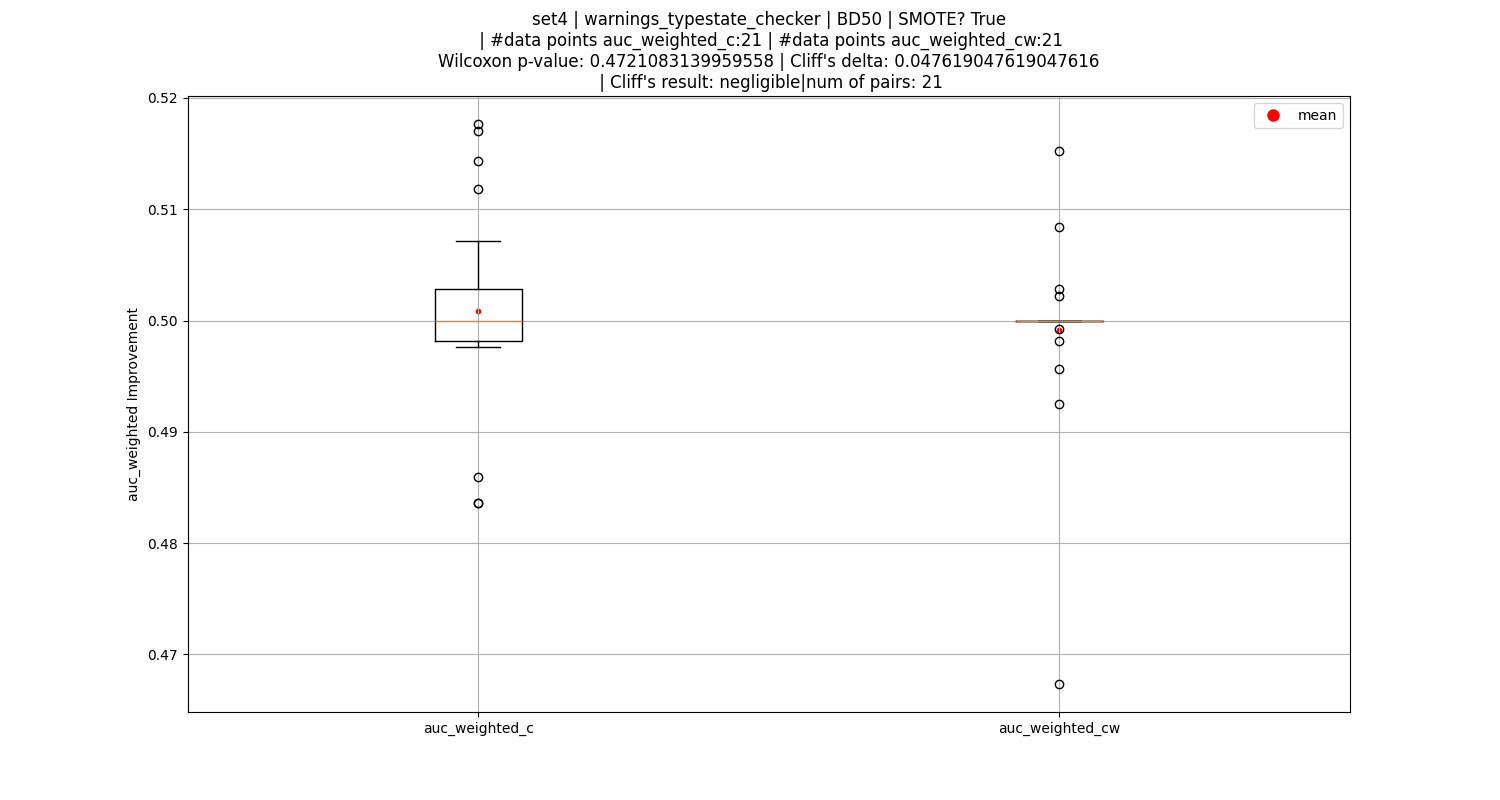 set4 | warnings_typestate_checker | BD50 | SMOTE? True
| #data points auc_weighted_c:21 | #data points auc_weighted_cw:21
Wilcoxon p-value: 0.4721083139959558 | Cliff's delta: 0.047619047619047616
| Cliff's result: negligible|num of pairs: 21
mean
0.52
0.51
0.50
0.49
0.48
0.47
auc_weighted Improvement
auc_weighted_c
auc_weighted_cw